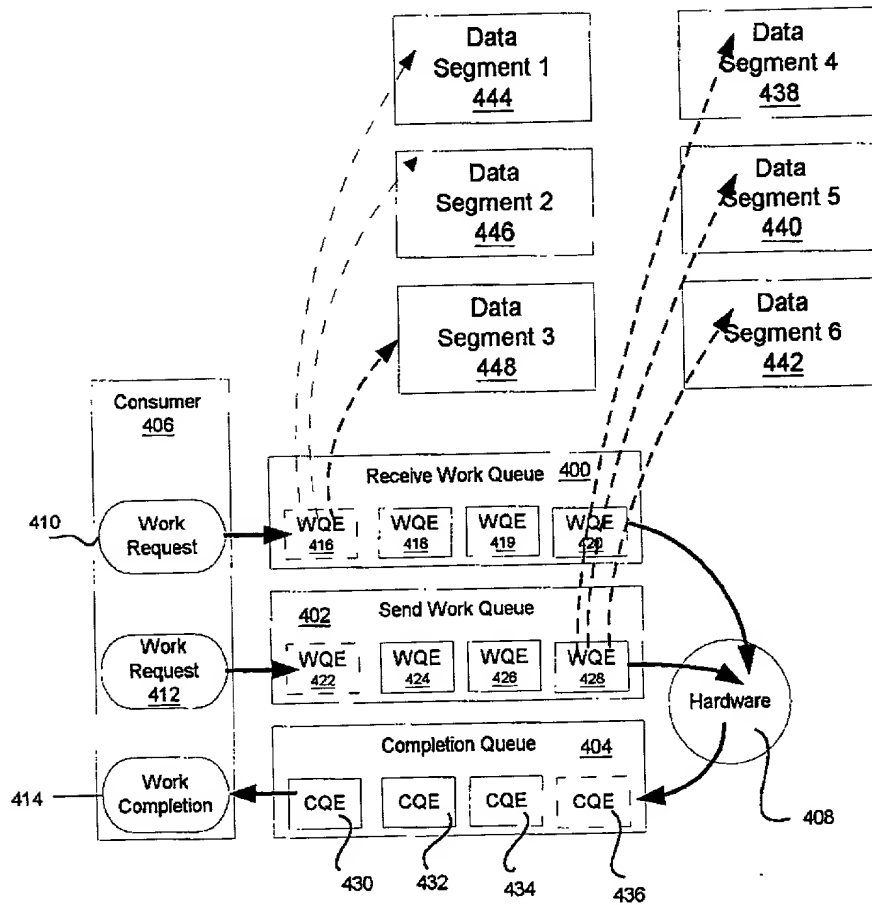 Data
Segment 1
444
Data
Segment 4
438
Data
Segment 2
446
Data
Segment 5
440
Data
Segment 3
448
Data
Segment 6
442
Consumer
406
Receive Work Queue 400
410
Work
Request
WQE
416
WQE
418
WQE
419
WQE
420
402 Send Work Queue
Work
Request
412
WQE
422
WQE
424
WQE
426
WQE
428
Hardware
Completion Queue 404
414
Work
Completion
CQE
CQE
CQE
CQE
408
430
432
434
436